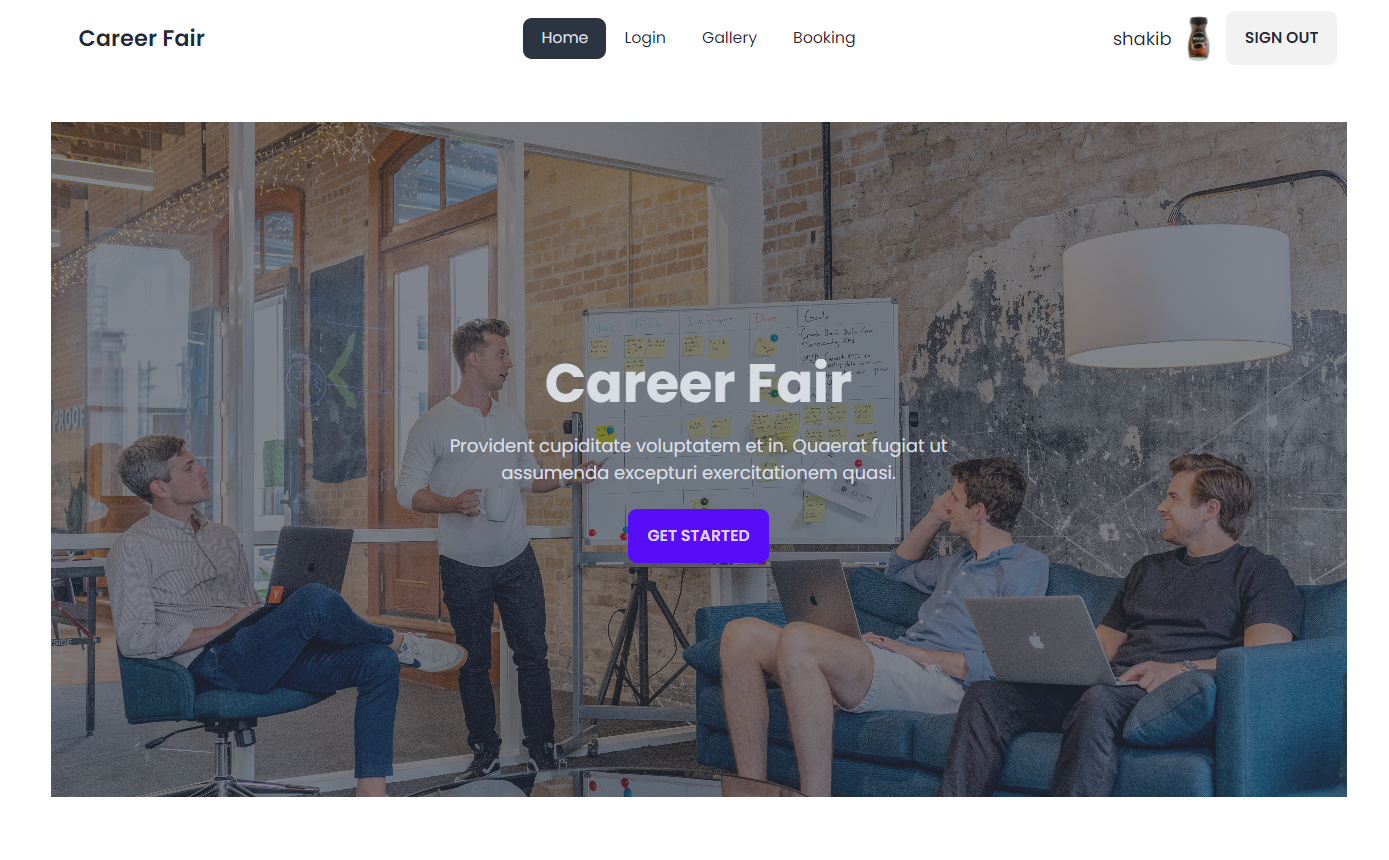 Career Fair
Home Login Gallery Booking
shakib
SIGN OUT
Goals
Career Fair
Provident cupiditate voluptatem et in. Quaerat fugiat ut
assumenda excepturi exercitationem quasi.
GET STARTED